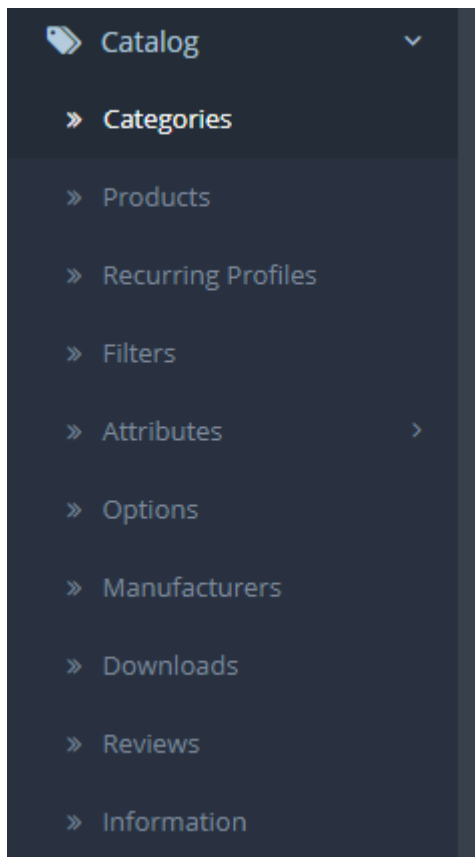 Catalog
Categories
Products
Recurring Profiles
Filters
Attributes
Options
Manufacturers
Downloads
Reviews
Information